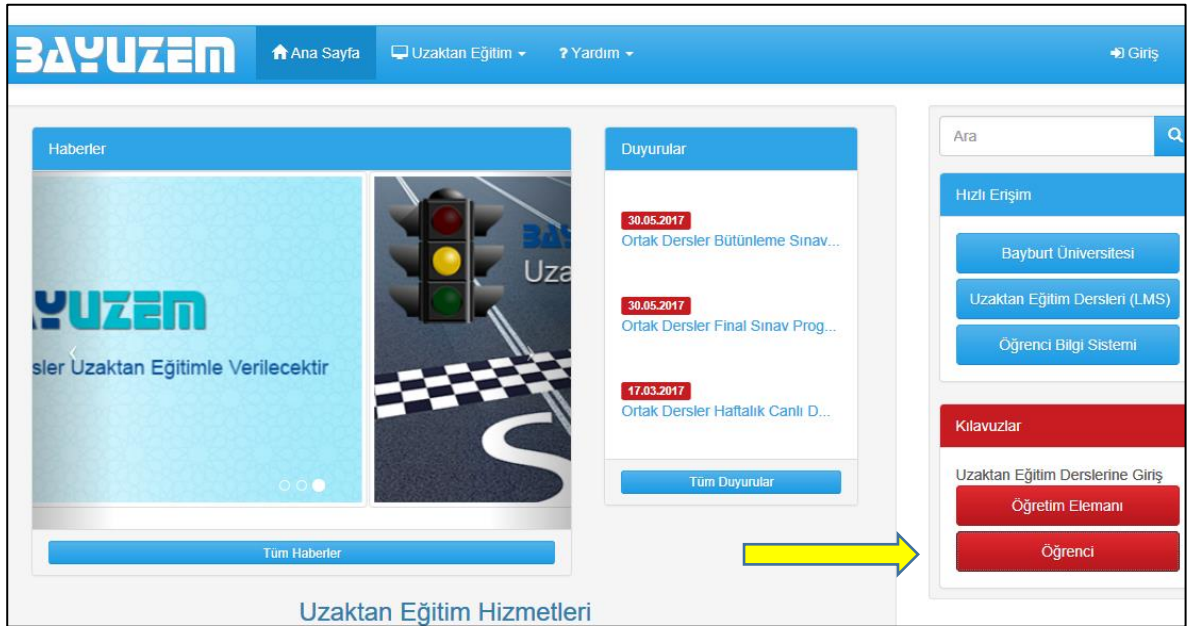 BAYUZEM
Ana Sayfa
Uzaktan Eğitim
? Yardım
Giriş
Haberler
YUZEM
sler Uzaktan Eğitimle Verilecektir
BAY
Uza
S
Tüm Haberler
Duyurular
30.05.2017
Ortak Dersler Bütünleme Sınav...
30.05.2017
Ortak Dersler Final Sınav Prog...
17.03.2017
Ortak Dersler Haftalık Canlı D...
Tüm Duyurular
Ara
Hızlı Erişim
Bayburt Üniversitesi
Uzaktan Eğitim Dersleri (LMS)
Öğrenci Bilgi Sistemi
Kılavuzlar
Uzaktan Eğitim Derslerine Giriş
Öğretim Elemanı
Öğrenci
Uzaktan Eğitim Hizmetleri